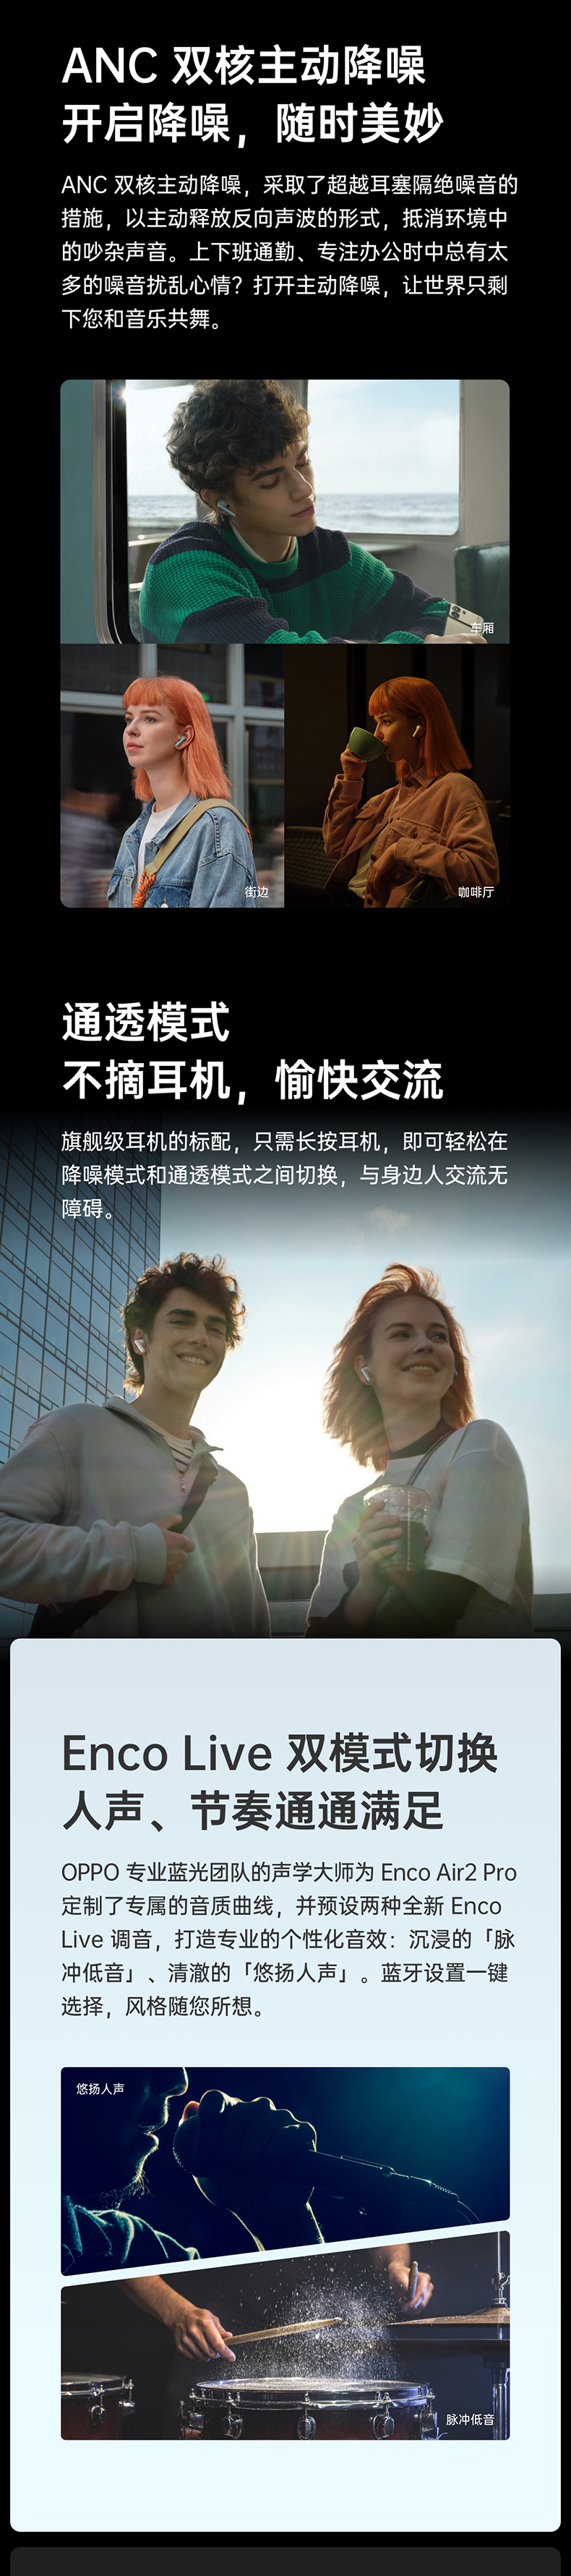 ANC 双核主动降噪
开启降噪，随时美妙
ANC 双核主动降噪，采取了超越耳塞隔绝噪音的
措施，以主动释放反向声波的形式，抵消环境中
的吵杂声音。上下班通勤、专注办公时中总有太
多的噪音扰乱心情？打开主动降噪，让世界只剩
下您和音乐共舞。
车厢
街边
咖啡厅
通透模式
不摘耳机，愉快交流
旗舰级耳机的标配，只需长按耳机，即可轻松在
降噪模式和通透模式之间切换，与身边人交流无
障碍。
Enco Live 双模式切换
人声、节奏通通满足
OPPO 专业蓝光团队的声学大师为 Enco Air2 Pro
定制了专属的音质曲线，并预设两种全新 Enco
Live 调音，打造专业的个性化音效：沉浸的「脉
冲低音」、清澈的「悠扬人声」。蓝牙设置一键
选择，风格随您所想。
悠扬人声
脉冲低音